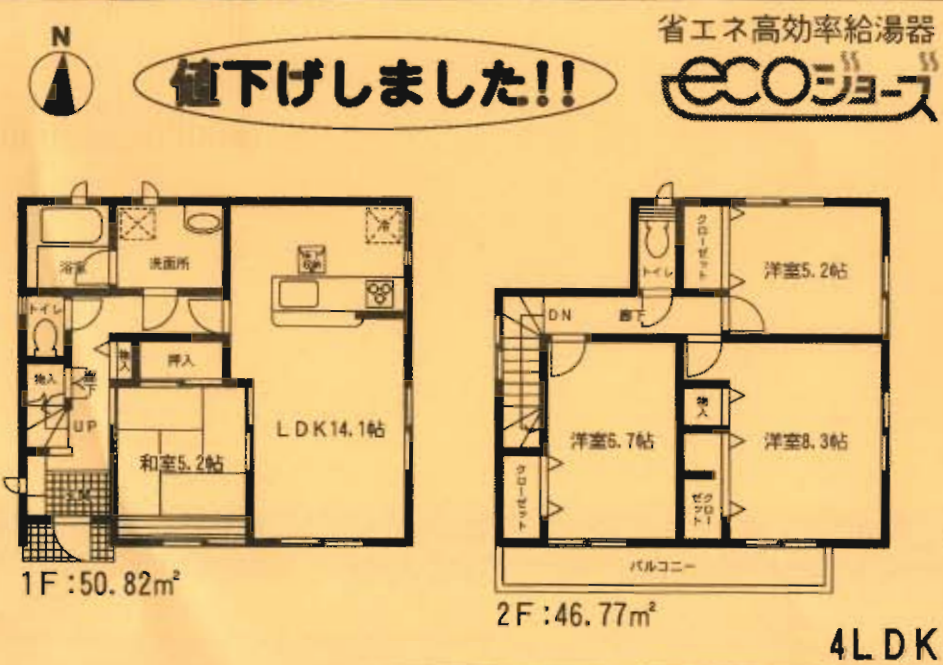 N
値下げしました!!
省エネ高効率給湯器
ecoジョーズ
浴室
洗面所
冷
床下収納
トイレ
物入
押入
物入
廊下
UP
LDK14.1帖
和室5.2帖
玄関
1F:50.82㎡
トイレ
クローゼット
洋室5.2帖
DN
廊下
洋室6.7帖
物入
洋室8.3帖
クローゼット
クローゼット
バルコニー
2F:46.77㎡
4LDK